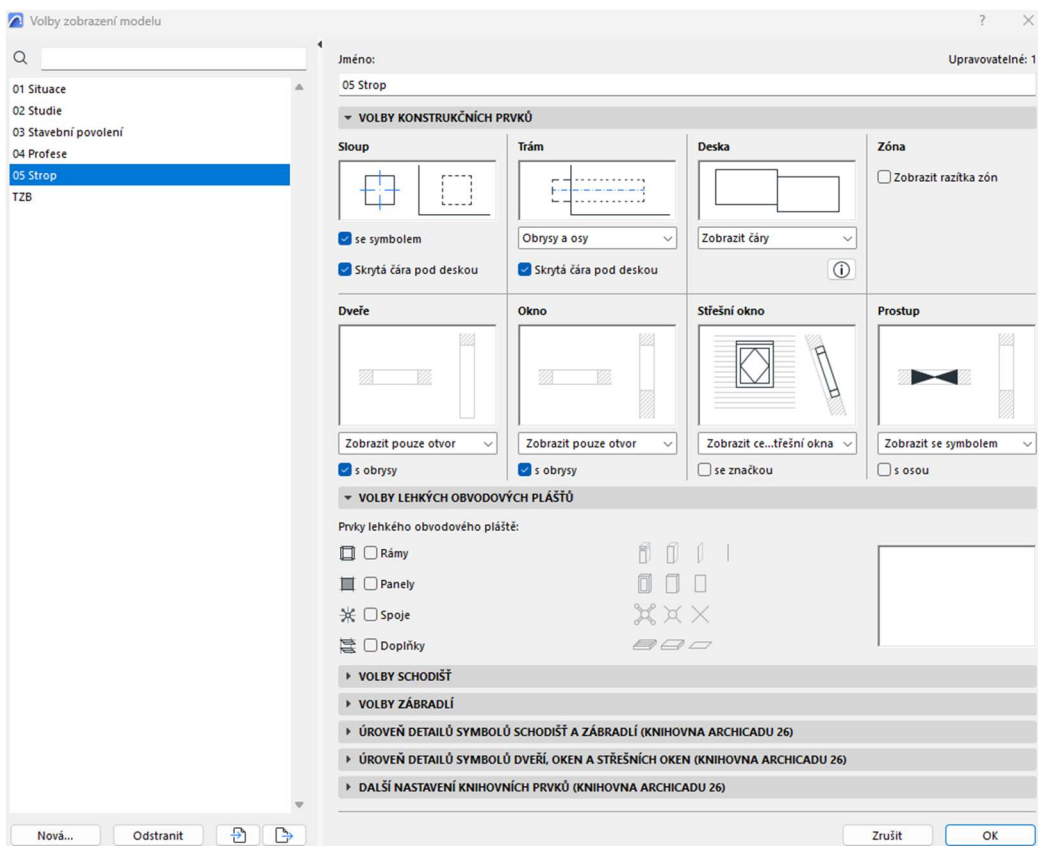 Volby zobrazení modelu
?
01 Situace
02 Studie
03 Stavební povolení
04 Profese
05 Strop
TZB
Nová...
Odstranit
Jméno:
Upravovatelné: 1
05 Strop
VOLBY KONSTRUKČNÍCH PRVKŮ
Sloup
Trám
Deska
Zóna
Zobrazit razítka zón
se symbolem
Obrysy a osy
Zobrazit čáry
Skrytá čára pod deskou
Skrytá čára pod deskou
Dveře
Okno
Střešní okno
Prostup
Zobrazit pouze otvor
Zobrazit pouze otvor
Zobrazit ce...třešní okna
Zobrazit se symbolem
s obrysy
s obrysy
se značkou
s osou
VOLBY LEHKÝCH OBVODOVÝCH PLÁŠŤŮ
Prvky lehkého obvodového pláště:
Rámy
Panely
Spoje
Doplňky
VOLBY SCHODIŠŤ
VOLBY ZÁBRADLÍ
ÚROVEŇ DETAILŮ SYMBOLŮ SCHODIŠŤ A ZÁBRADLÍ (KNIHOVNA ARCHICADU 26)
ÚROVEŇ DETAILŮ SYMBOLŮ DVEŘÍ, OKEN A STŘEŠNÍCH OKEN (KNIHOVNA ARCHICADU 26)
DALŠÍ NASTAVENÍ KNIHOVNÍCH PRVKŮ (KNIHOVNA ARCHICADU 26)
Zrušit
OK